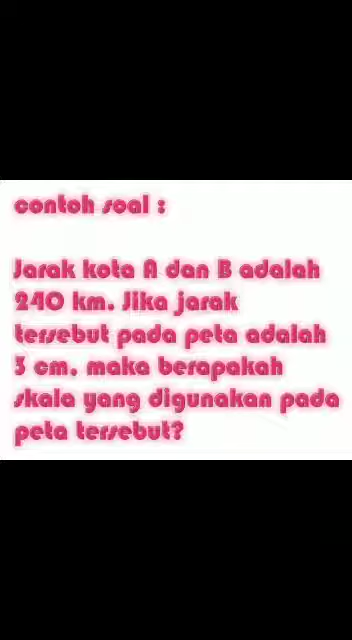 contoh soal :
Jarak kota A dan B adalah
240 km. Jika jarak
tersebut pada peta adalah
3 cm. maka berapakah
skala yang digunakan pada
peta tersebut?